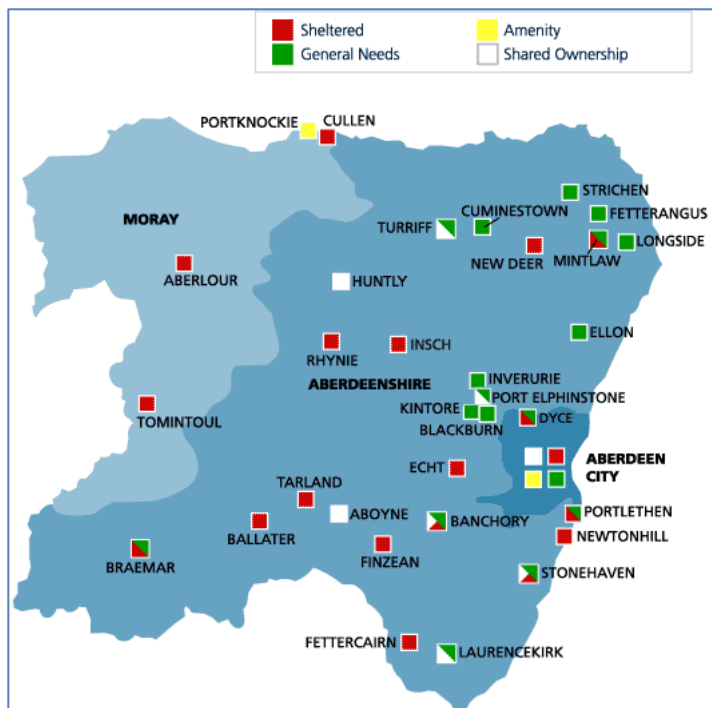 Sheltered
Amenity
General Needs
Shared Ownership
PORTKNOCKIE
CULLEN
STRICHEN
MORAY
CUMINESTOWN
FETTERANGUS
TURRIFF
LONGSIDE
NEW DEER
MINTLAW
ABERLOUR
HUNTLY
ELLON
RHYNIE
INSCH
ABERDEENSHIRE
INVERURIE
PORT ELPHINSTONE
KINTORE
DYCE
TOMINTOUL
BLACKBURN
ECHT
ABERDEEN
CITY
TARLAND
ABOYNE
BANCHORY
PORTLETHEN
BALLATER
NEWTONHILL
FINZEAN
BRAEMAR
STONEHAVEN
FETTERCAIRN
LAURENCEKIRK